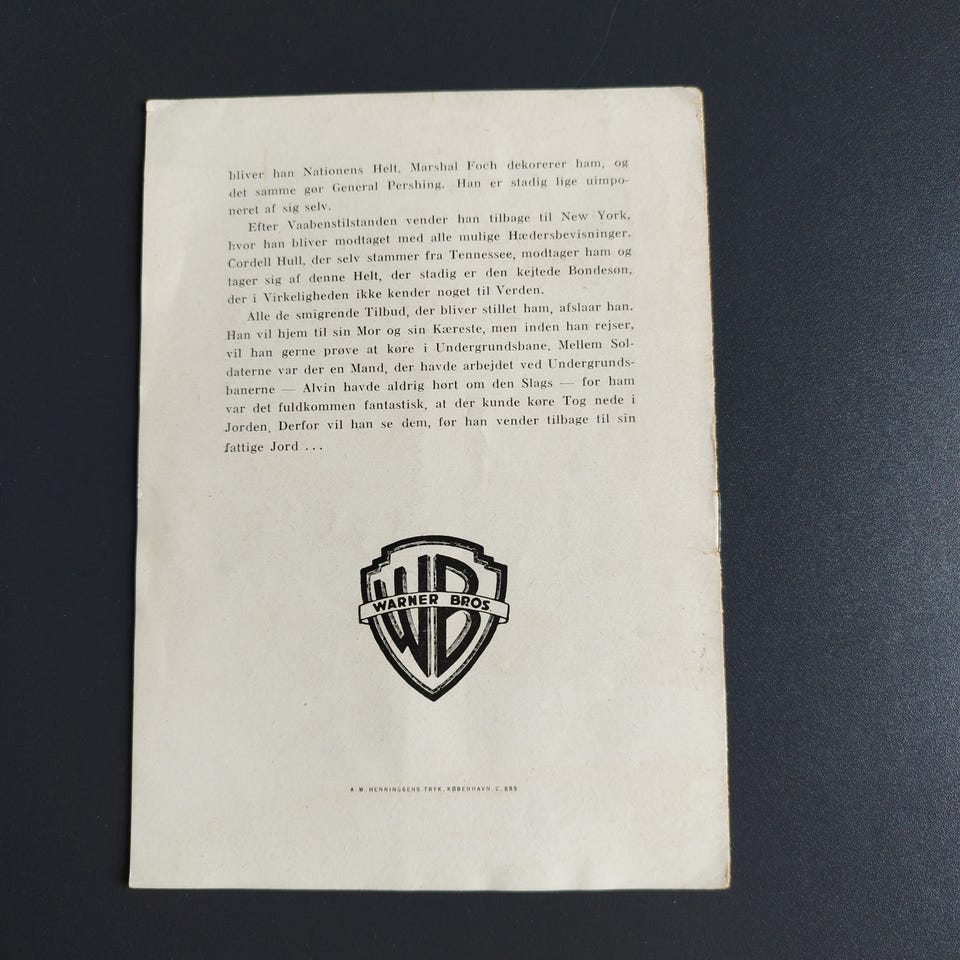 bliver han Nationens Helt. Marshal Foch dekorerer ham, og
det samme gør General Pershing. Han er stadig lige uimpo-
neret af sig selv.
Efter Vaabenstilstanden vender han tilbage til New York,
hvor han bliver modtaget med alle mulige Hædersbevisninger.
Cordell Hull, der selv stammer fra Tennessee, modtager ham og
tager sig af denne Helt, der stadig er den kejtede Bondesøn,
der i Virkeligheden ikke kender noget til Verden.
Alle de smigrende Tilbud, der bliver stillet ham, afslaar han.
Han vil hjem til sin Mor og sin Kæreste, men inden han rejser,
vil han gerne prøve at køre i Undergrundsbane. Mellem Sol-
daterne var der en Mand, der havde arbejdet ved Undergrunds-
banerne — Alvin havde aldrig hørt om den Slags — for ham
var det fuldkommen fantastisk, at der kunde køre Tog nede i
Jorden. Derfor vil han se dem, før han vender tilbage til sin
fattige Jord ...
WB
WARNER BROS
A. W. HENNINGSENS TRYK. KØBENHAVN. C. 885